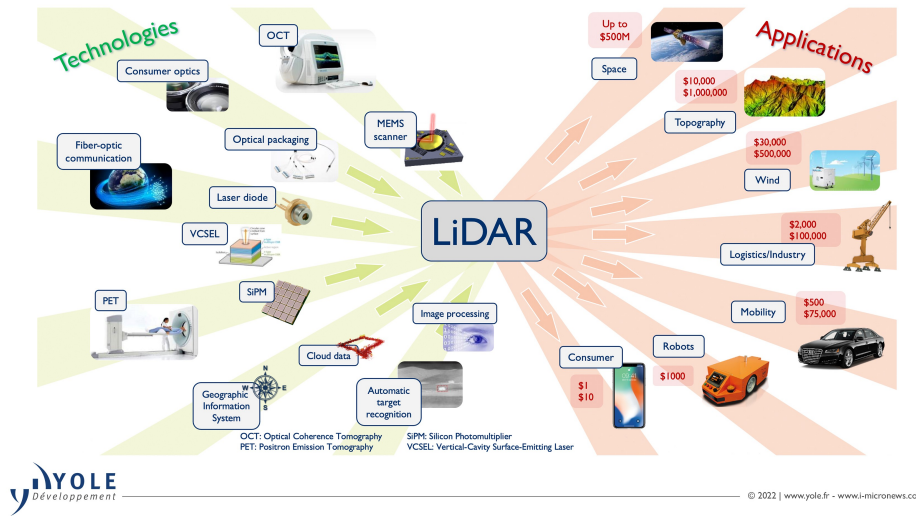 Technologies
OCT
Consumer optics
MEMS
scanner
Optical packaging
Fiber-optic
communication
Laser diode
VCSEL
SiPM
PET
Image processing
Cloud data
N
W
E
S
Geographic
Information
System
Automatic
target
recognition
LiDAR
Applications
Up to
$500M
Space
$10,000
$1,000,000
Topography
$30,000
$500,000
Wind
$2,000
$100,000
Logistics/Industry
$500
$75,000
Mobility
Robots
$1000
Consumer
$1
$10
OCT: Optical Coherence Tomography
SiPM: Silicon Photomultiplier
PET: Positron Emission Tomography
VCSEL: Vertical-Cavity Surface-Emitting Laser
YOLE
Développement
© 2022 | www.yole.fr - www.i-micronews.co